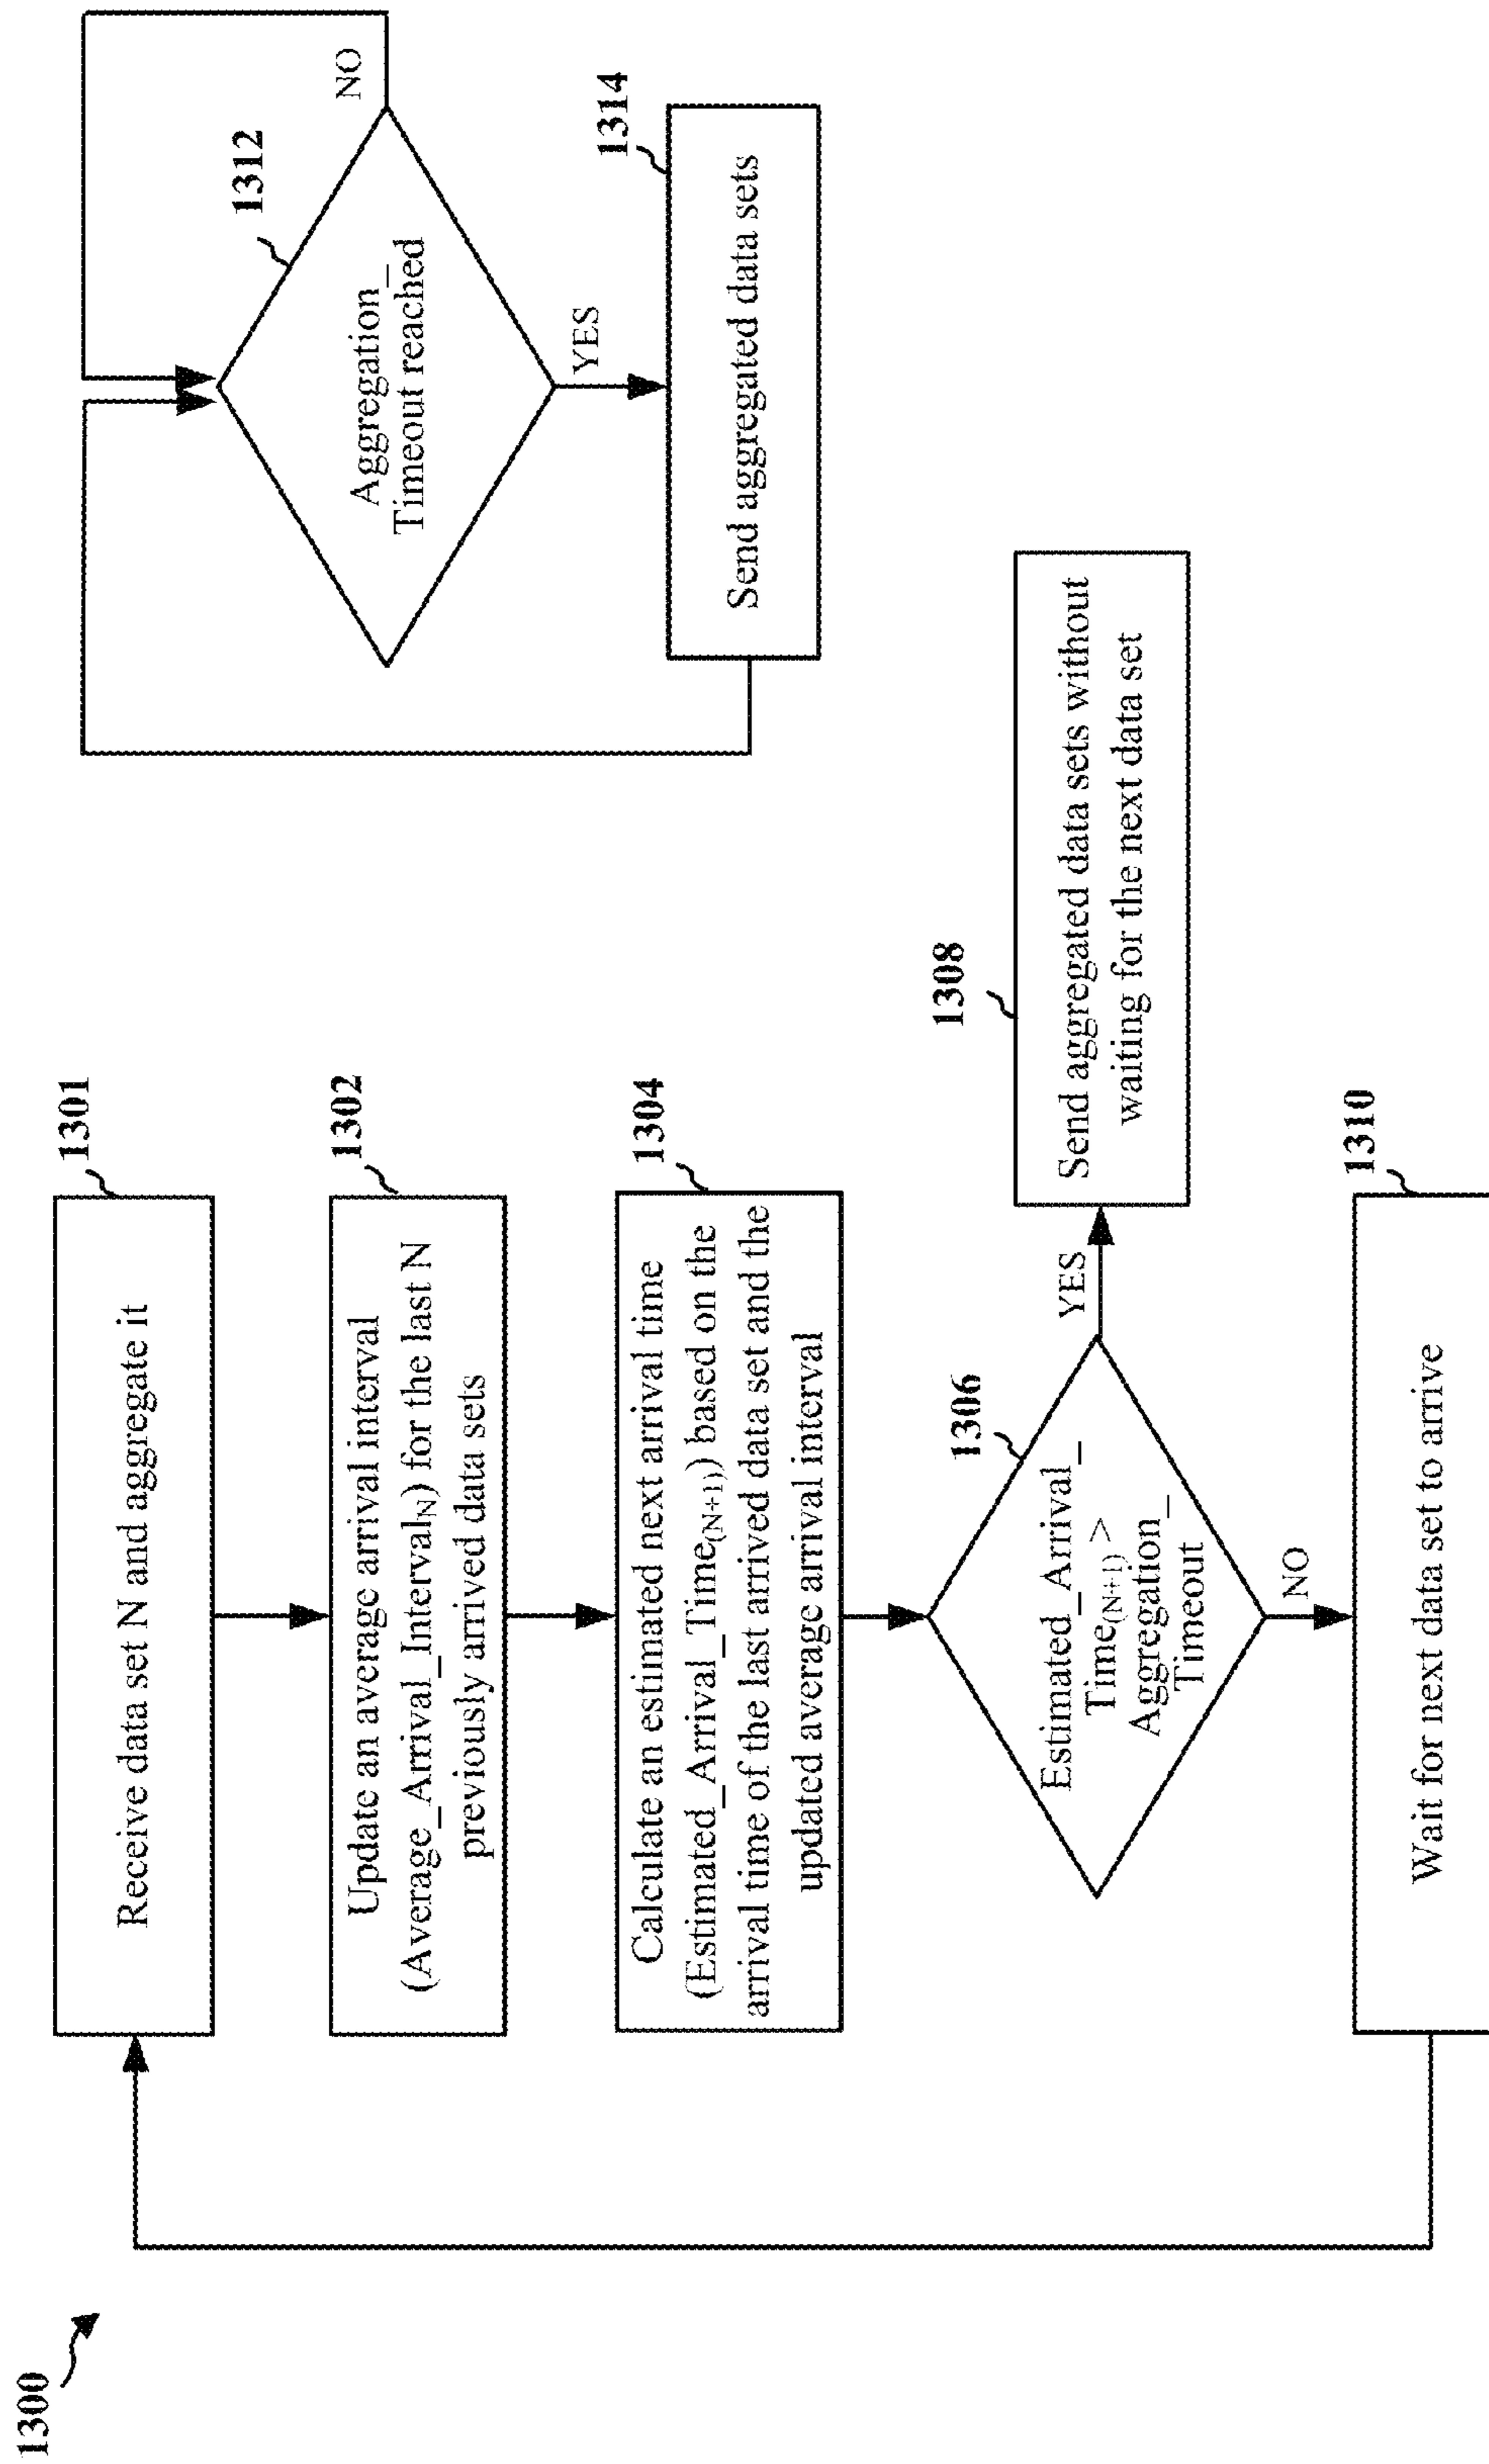 1300
1301
Receive data set N and aggregate it
1302
Update an average arrival interval
(Average_Arrival_Interval_N) for the last N
previously arrived data sets
1304
Calculate an estimated next arrival time
(Estimated_Arrival_Time_(N+1)) based on the
arrival time of the last arrived data set and the
updated average arrival interval
1306
Estimated_Arrival_
Time_(N+1) >
Aggregation_
Timeout
YES
1308
Send aggregated data sets without
waiting for the next data set
NO
1310
Wait for next data set to arrive
1312
Aggregation_
Timeout reached
NO
YES
1314
Send aggregated data sets